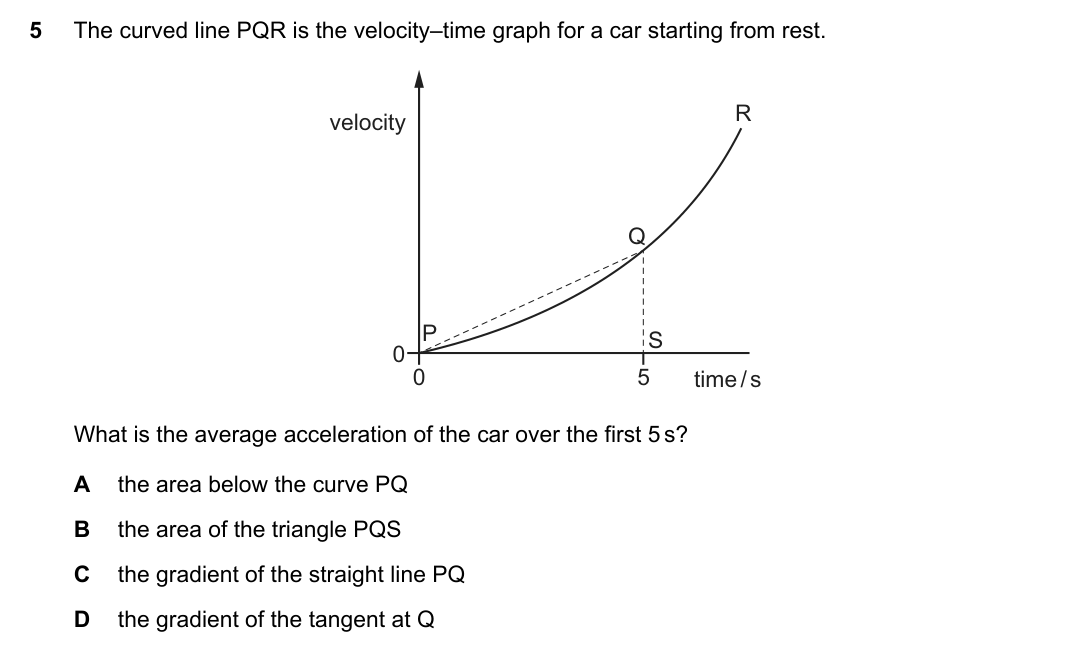 5 The curved line PQR is the velocity–time graph for a car starting from rest.
velocity
R
Q
P
S
0
0 5 time / s
What is the average acceleration of the car over the first 5 s?
A the area below the curve PQ
B the area of the triangle PQS
C the gradient of the straight line PQ
D the gradient of the tangent at Q